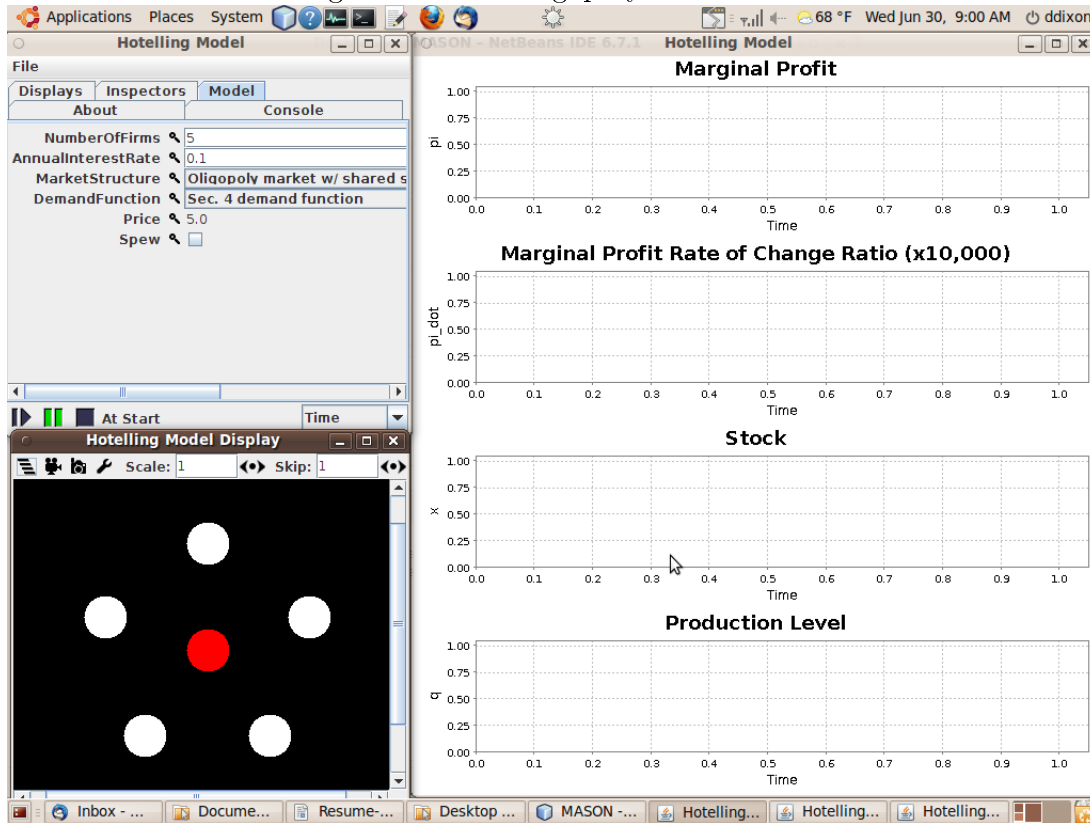 Applications Places System 68 °F Wed Jun 30, 9:00 AM ddixon
Hotelling Model
File
Displays Inspectors Model
About Console
NumberOfFirms 5
AnnualInterestRate 0.1
MarketStructure Oligopoly market w/ shared s
DemandFunction Sec. 4 demand function
Price 5.0
Spew
At Start Time
Hotelling Model Display
Scale: 1 Skip: 1
MASON - NetBeans IDE 6.7.1 Hotelling Model
Marginal Profit
1.00
0.75
0.50
0.25
0.00
pi
0.0 0.1 0.2 0.3 0.4 0.5 0.6 0.7 0.8 0.9 1.0
Time
Marginal Profit Rate of Change Ratio (x10,000)
1.00
0.75
0.50
0.25
0.00
pi_dot
0.0 0.1 0.2 0.3 0.4 0.5 0.6 0.7 0.8 0.9 1.0
Time
Stock
1.00
0.75
0.50
0.25
0.00
x
0.0 0.1 0.2 0.3 0.4 0.5 0.6 0.7 0.8 0.9 1.0
Time
Production Level
1.00
0.75
0.50
0.25
0.00
q
0.0 0.1 0.2 0.3 0.4 0.5 0.6 0.7 0.8 0.9 1.0
Time
Inbox - ... Docume... Resume-... Desktop ... MASON -... Hotelling... Hotelling... Hotelling...